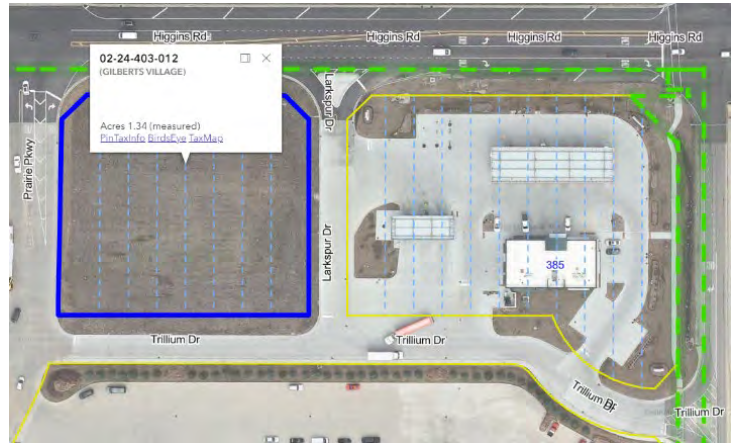 Higgins Rd
Higgins Rd
Higgins Rd
Higgins Rd
02-24-403-012
(GILBERTS VILLAGE)
Acres 1.34 (measured)
PinTaxInfo BirdsEye TaxMap
Larkspur Dr
Prairie Pkwy
Larkspur Dr
385
Trillium Dr
Trillium Dr
Trillium Dr
Trillium Dr